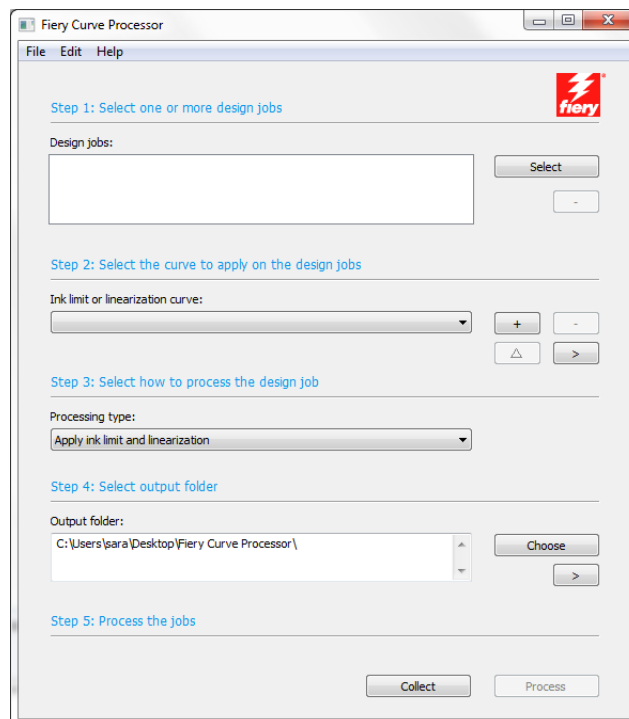 Fiery Curve Processor
File Edit Help
fiery
Step 1: Select one or more design jobs
Design jobs:
Select
-
Step 2: Select the curve to apply on the design jobs
Ink limit or linearization curve:
+ -
△ >
Step 3: Select how to process the design job
Processing type:
Apply ink limit and linearization
Step 4: Select output folder
Output folder:
C:\Users\sara\Desktop\Fiery Curve Processor\
Choose
>
Step 5: Process the jobs
Collect Process